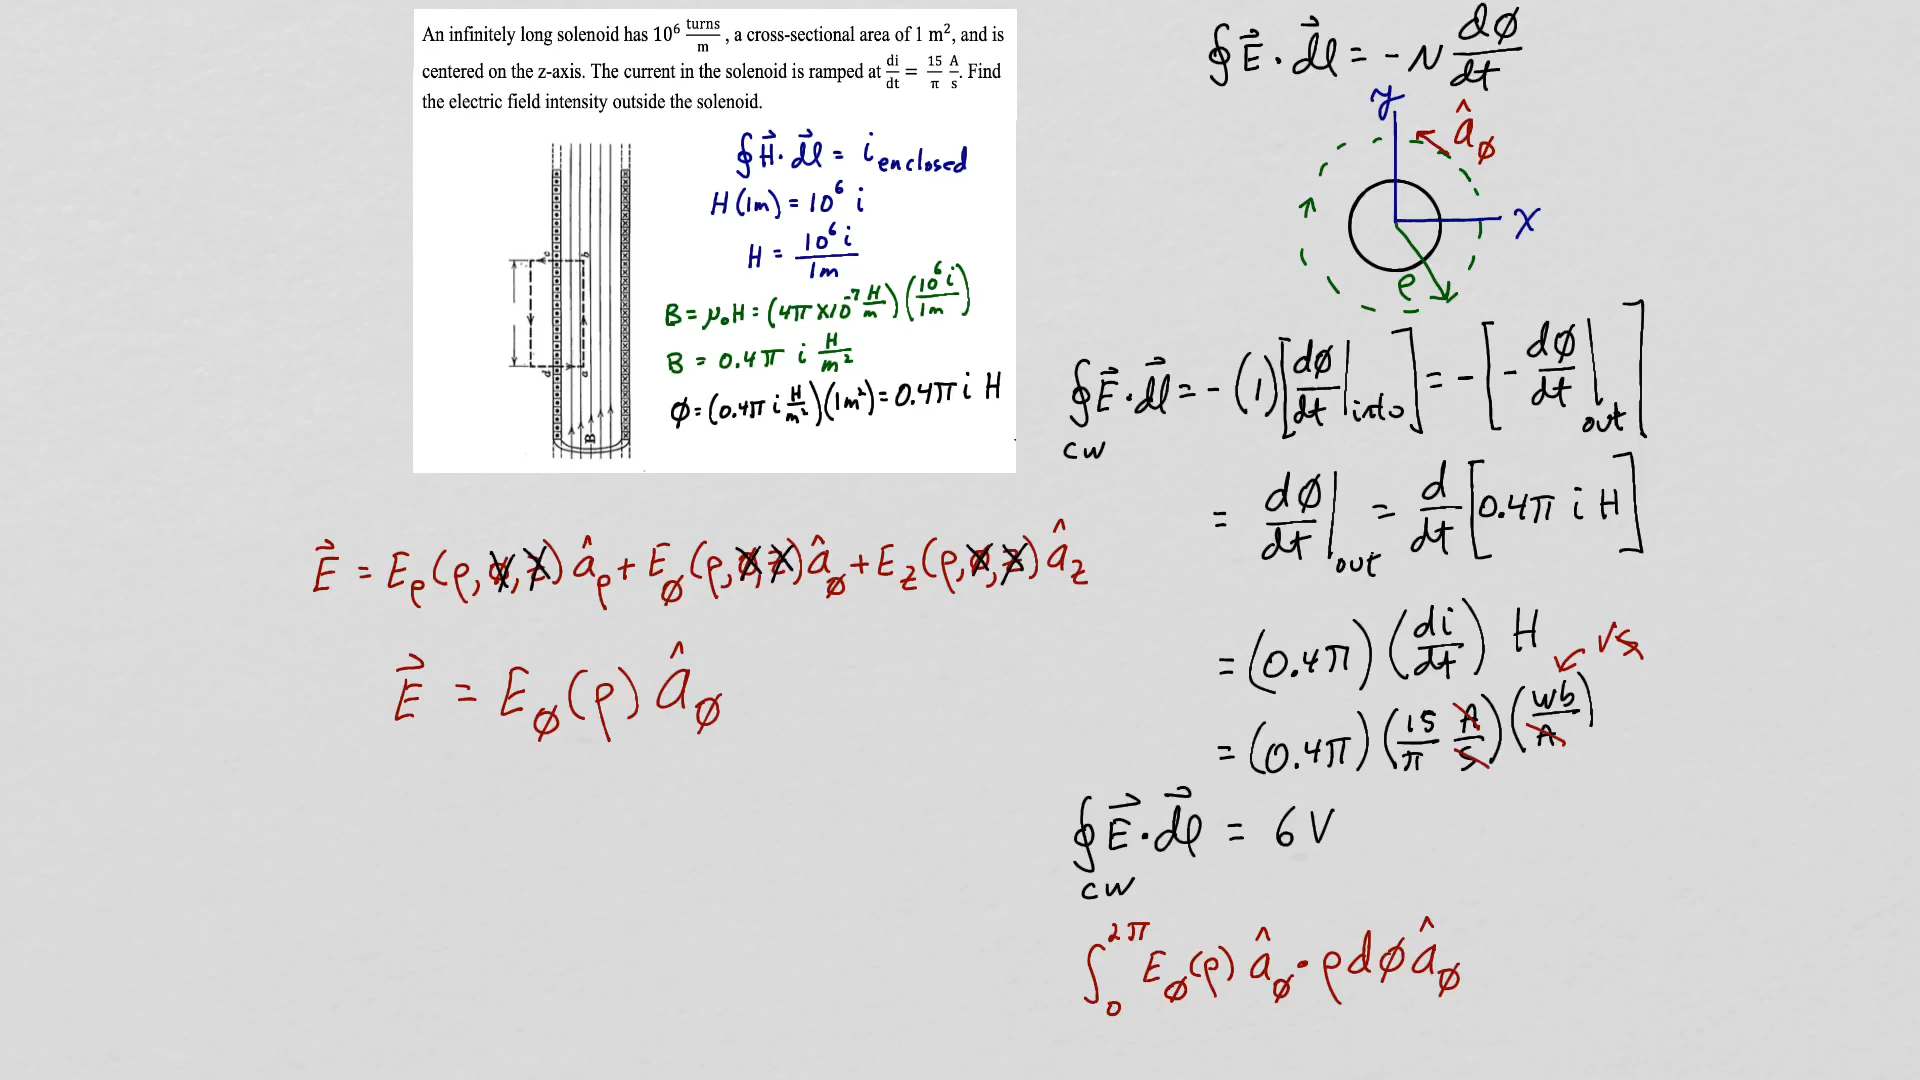 An infinitely long solenoid has 10⁶ turns/m, a cross-sectional area of 1 m², and is
centered on the z-axis. The current in the solenoid is ramped at di/dt = 15/π A/s. Find
the electric field intensity outside the solenoid.
∮ H⃗ · dl⃗ = i enclosed
H (1m) = 10⁶ i
H = 10⁶ i / 1m
B = μ₀H = (4π x10⁻⁷ H/m) (10⁶ i / 1m)
B = 0.4π i H/m²
φ = (0.4π i H/m²)(1m²) = 0.4π i H
c b
d a
B
E⃗ = E_ρ(ρ, φ, z) â_ρ + E_φ(ρ, φ, z) â_φ + E_z(ρ, φ, z) â_z
E⃗ = E_φ(ρ) â_φ
∮ E⃗ · dl⃗ = - N dφ/dt
y
â_φ
x
ρ
∮ E⃗ · dl⃗ = - (1)[dφ/dt | into] = - [- dφ/dt | out]
cw
= dφ/dt | out = d/dt [0.4π i H]
= (0.4π) (di/dt) H
vs
= (0.4π) (15/π A/s) (wb/A)
∮ E⃗ · dl⃗ = 6 V
cw
∫₀^2π E_φ(ρ) â_φ · ρ dφ â_φ